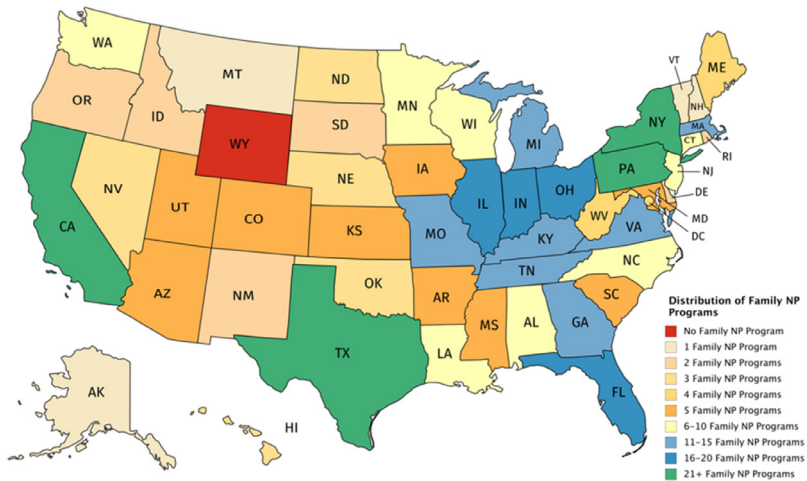 WA
MT
ND
MN
VT
ME
OR
ID
SD
WI
NH
WY
MI
NY
MA
CT
RI
NV
NE
IA
PA
NJ
UT
CO
IL
IN
OH
DE
CA
KS
MO
WV
VA
MD
KY
DC
AZ
NM
OK
AR
TN
NC
TX
MS
AL
GA
SC
LA
FL
AK
HI
Distribution of Family NP
Programs
No Family NP Program
1 Family NP Program
2 Family NP Programs
3 Family NP Programs
4 Family NP Programs
5 Family NP Programs
6–10 Family NP Programs
11–15 Family NP Programs
16–20 Family NP Programs
21+ Family NP Programs